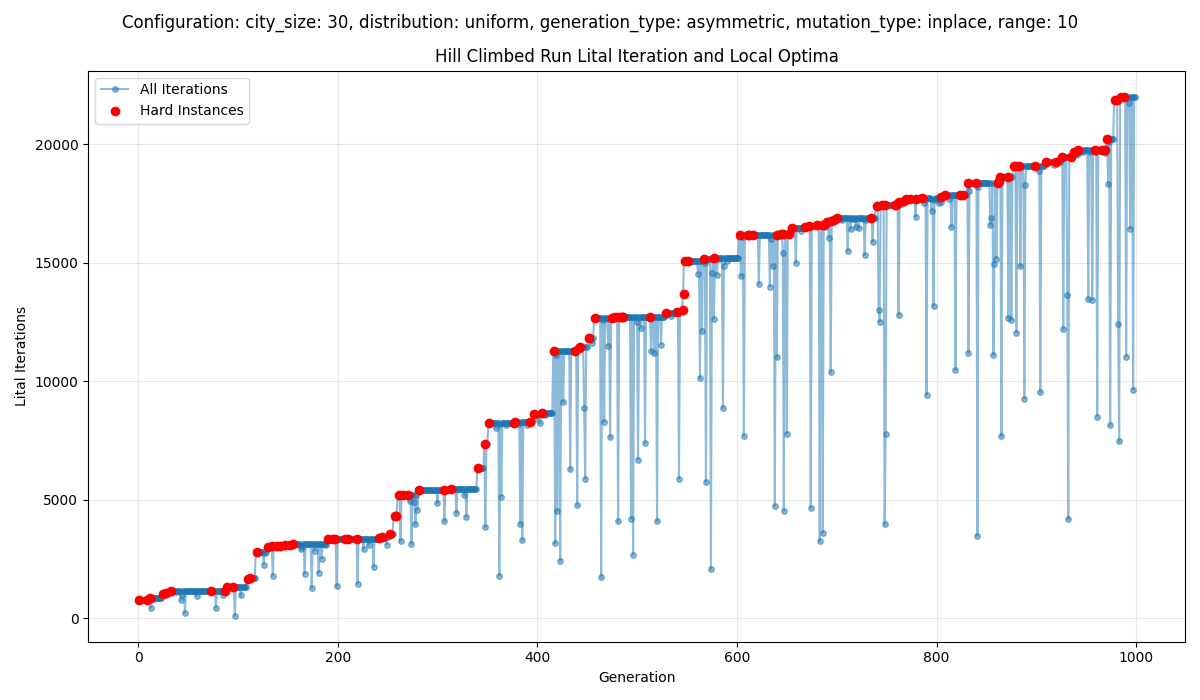 Configuration: city_size: 30, distribution: uniform, generation_type: asymmetric, mutation_type: inplace, range: 10
Hill Climbed Run Lital Iteration and Local Optima
All Iterations
Hard Instances
20000
15000
10000
5000
0
Lital Iterations
0 200 400 600 800 1000
Generation